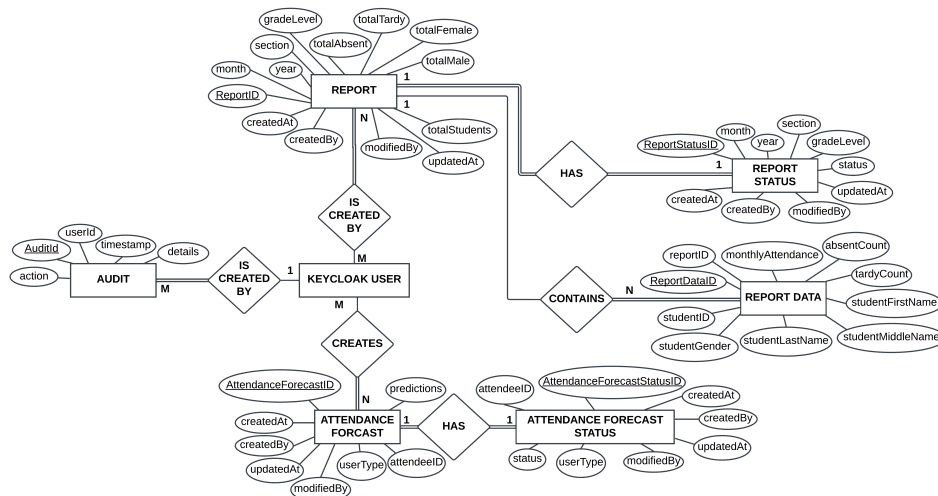 gradeLevel
totalTardy
totalFemale
section
totalAbsent
totalMale
month
year
ReportID
REPORT
1
1
N
createdAt
createdBy
modifiedBy
totalStudents
updatedAt
HAS
1
ReportStatusID
month
year
section
gradeLevel
status
REPORT
STATUS
updatedAt
createdAt
createdBy
modifiedBy
IS
CREATED
BY
M
AuditId
userId
timestamp
details
action
AUDIT
M
IS
CREATED
BY
1
KEYCLOAK USER
M
CONTAINS
N
reportID
monthlyAttendance
absentCount
ReportDataID
tardyCount
REPORT DATA
studentFirstName
studentID
studentGender
studentLastName
studentMiddleName
CREATES
N
AttendanceForecastID
predictions
createdAt
createdBy
updatedAt
modifiedBy
userType
attendeeID
ATTENDANCE
FORCAST
1
HAS
1
attendeeID
AttendanceForecastStatusID
createdAt
createdBy
ATTENDANCE FORECAST
STATUS
updatedAt
status
userType
modifiedBy